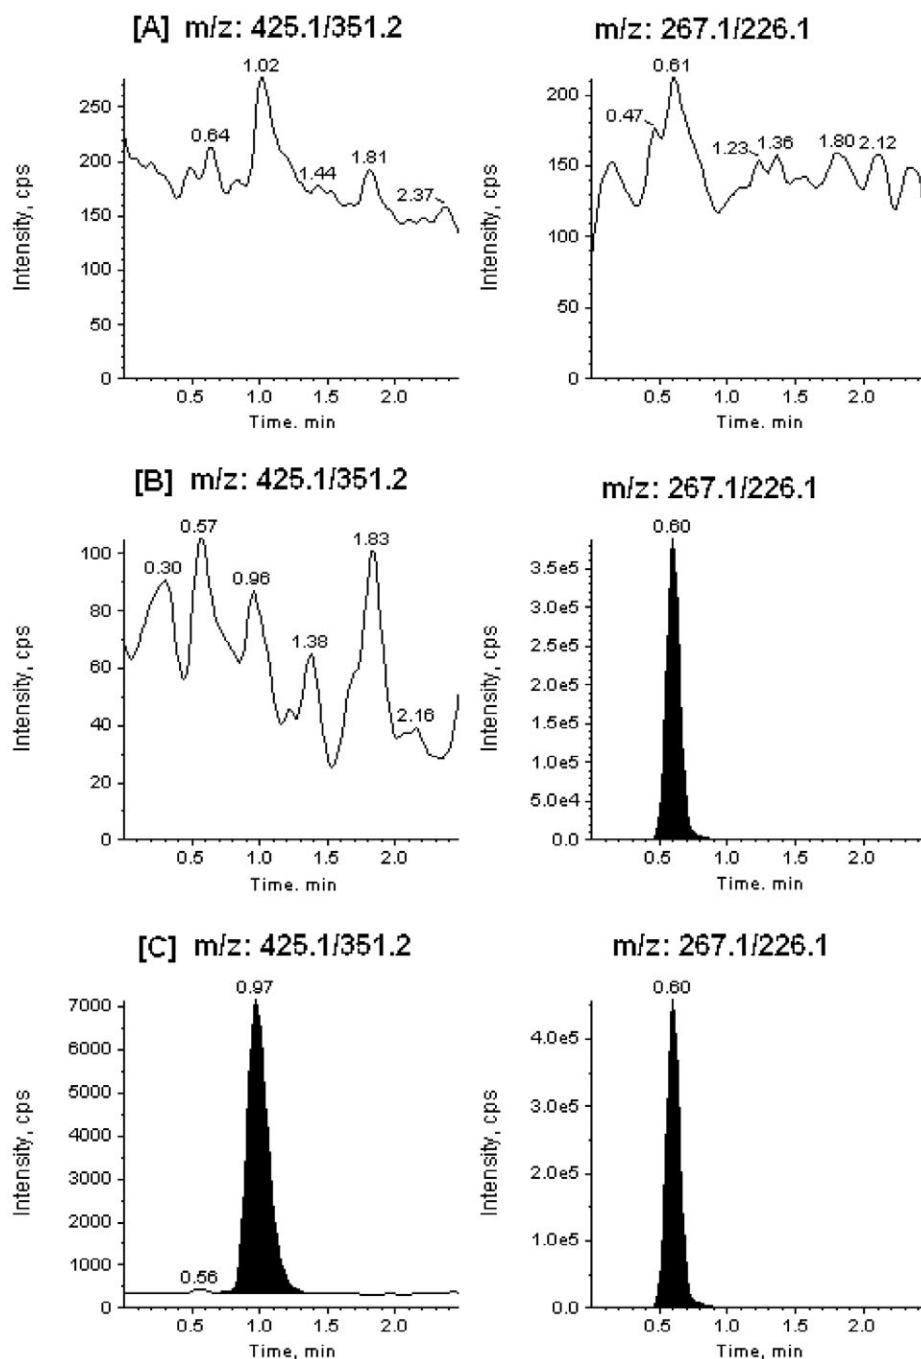 [A] m/z: 425.1/351.2
1.02
250
0.64
200
1.81
1.44
2.37
150
100
50
0
Intensity, cps
0.5 1.0 1.5 2.0
Time. min
m/z: 267.1/226.1
0.61
200
0.47
1.23 1.36 1.80 2.12
150
100
50
0
Intensity, cps
0.5 1.0 1.5 2.0
Time. min
[B] m/z: 425.1/351.2
0.57
1.83
100
0.30
0.96
80
1.38
60
2.16
40
20
0
Intensity, cps
0.5 1.0 1.5 2.0
Time. min
m/z: 267.1/226.1
0.60
3.5e5
3.0e5
2.5e5
2.0e5
1.5e5
1.0e5
5.0e4
0.0
Intensity, cps
0.5 1.0 1.5 2.0
Time. min
[C] m/z: 425.1/351.2
0.97
7000
6000
5000
4000
3000
2000
1000
0.56
0
Intensity, cps
0.5 1.0 1.5 2.0
Time, min
m/z: 267.1/226.1
0.60
4.0e5
3.0e5
2.0e5
1.0e5
0.0
Intensity, cps
0.5 1.0 1.5 2.0
Time, min